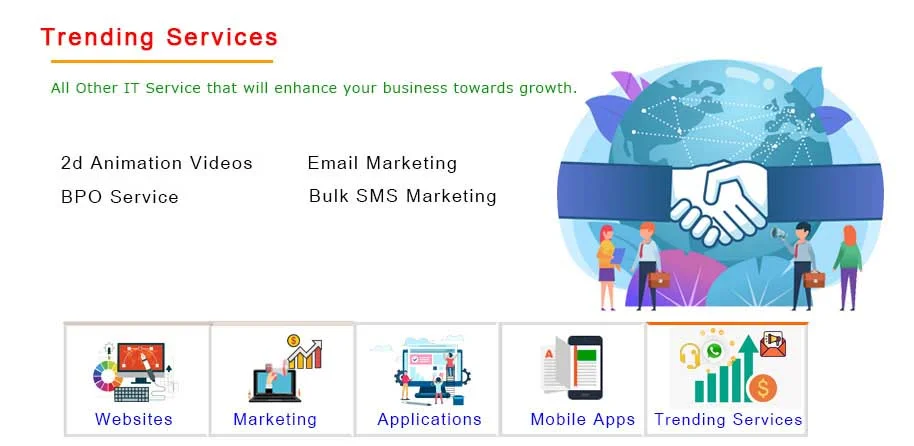 Trending Services
All Other IT Service that will enhance your business towards growth.
2d Animation Videos Email Marketing
BPO Service Bulk SMS Marketing
A
$
$
Websites Marketing Applications Mobile Apps Trending Services